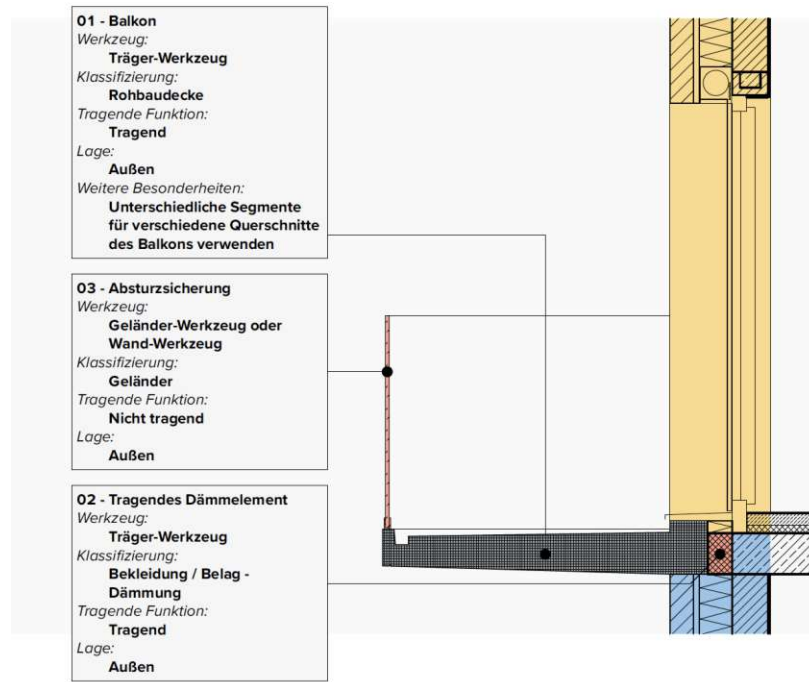 01 - Balkon
Werkzeug:
Träger-Werkzeug
Klassifizierung:
Rohbaudecke
Tragende Funktion:
Tragend
Lage:
Außen
Weitere Besonderheiten:
Unterschiedliche Segmente
für verschiedene Querschnitte
des Balkons verwenden
03 - Absturzsicherung
Werkzeug:
Geländer-Werkzeug oder
Wand-Werkzeug
Klassifizierung:
Geländer
Tragende Funktion:
Nicht tragend
Lage:
Außen
02 - Tragendes Dämmelement
Werkzeug:
Träger-Werkzeug
Klassifizierung:
Bekleidung / Belag -
Dämmung
Tragende Funktion:
Tragend
Lage:
Außen